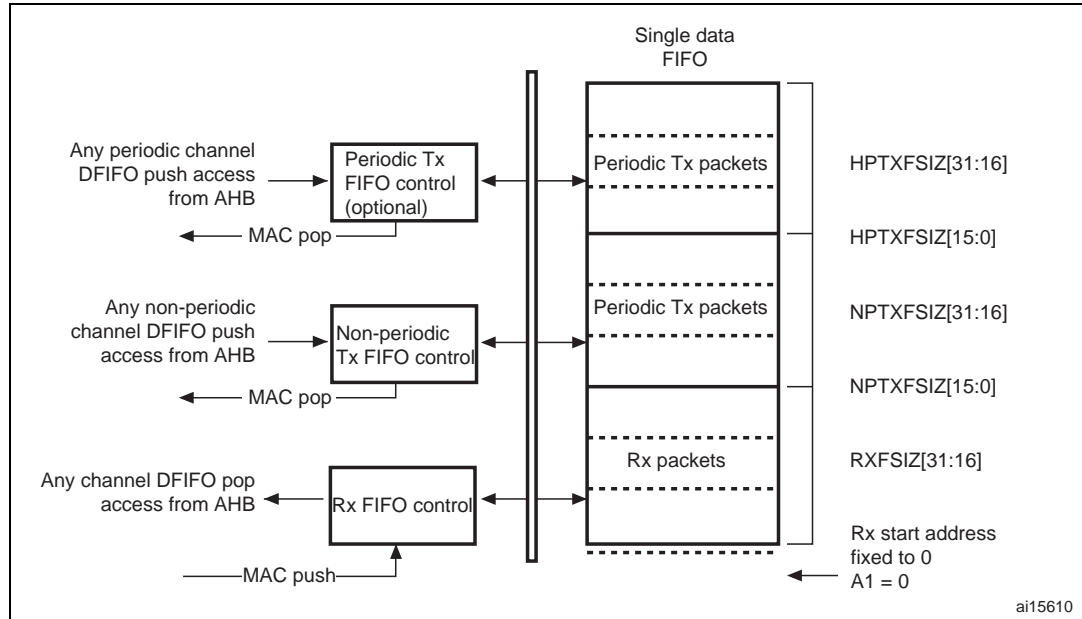 Single data
FIFO
Any periodic channel
DFIFO push access
from AHB
Periodic Tx
FIFO control
(optional)
MAC pop
Periodic Tx packets
HPTXFSIZ[31:16]
HPTXFSIZ[15:0]
Any non-periodic
channel DFIFO push
access from AHB
Non-periodic
Tx FIFO control
MAC pop
Periodic Tx packets
NPTXFSIZ[31:16]
NPTXFSIZ[15:0]
Any channel DFIFO pop
access from AHB
Rx FIFO control
MAC push
Rx packets
RXFSIZ[31:16]
Rx start address
fixed to 0
A1 = 0
ai15610